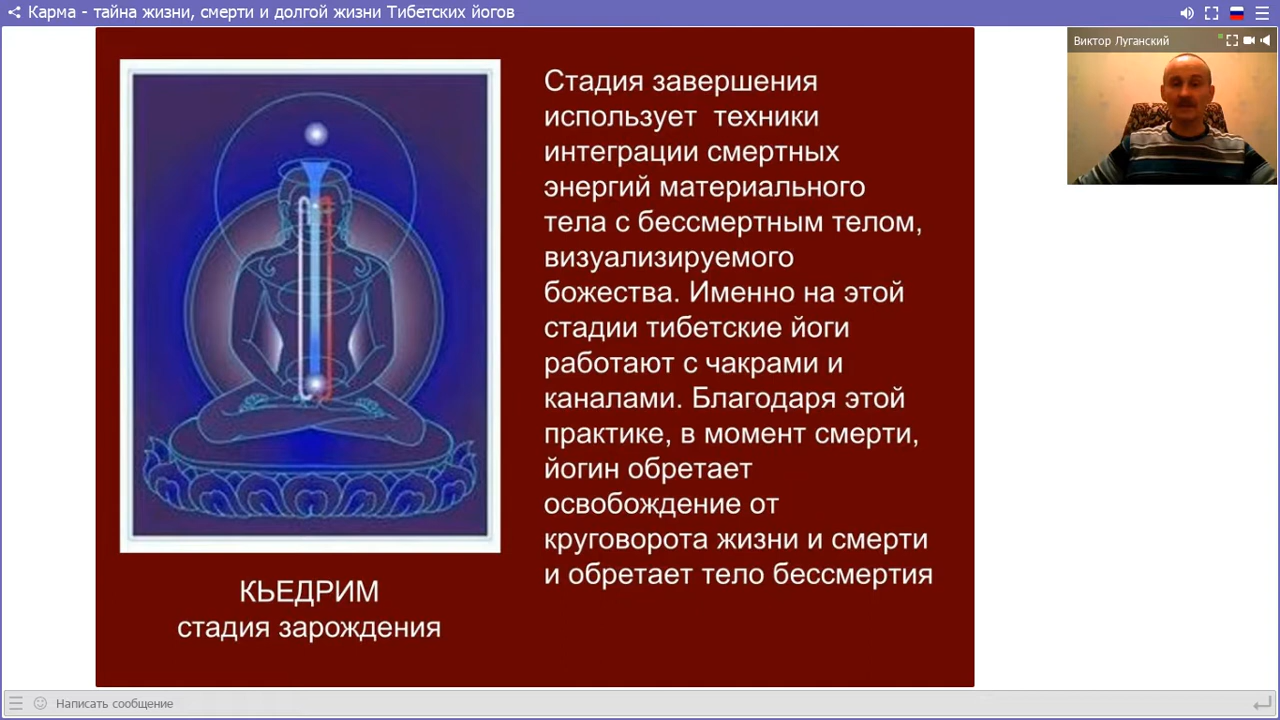 Карма - тайна жизни, смерти и долгой жизни Тибетских йогов
Виктор Луганский
Стадия завершения
использует техники
интеграции смертных
энергий материального
тела с бессмертным телом,
визуализируемого
божества. Именно на этой
стадии тибетские йоги
работают с чакрами и
каналами. Благодаря этой
практике, в момент смерти,
йогин обретает
освобождение от
круговорота жизни и смерти
и обретает тело бессмертия
КЬЕДРИМ
стадия зарождения
Написать сообщение